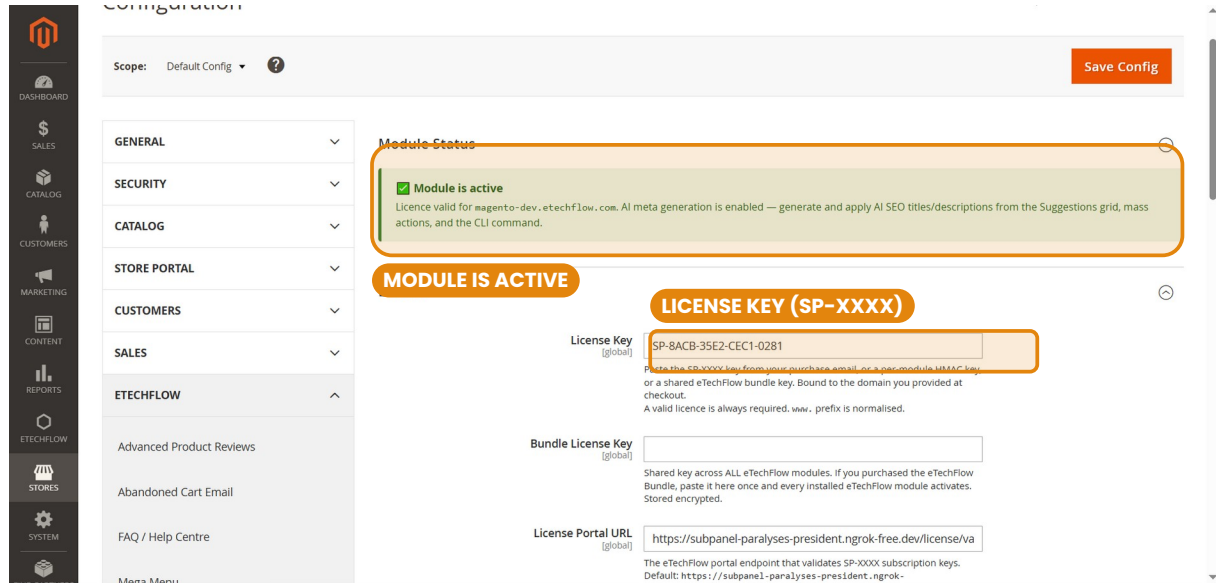 Configuration
Scope: Default Config
Save Config
DASHBOARD
SALES
CATALOG
CUSTOMERS
MARKETING
CONTENT
REPORTS
ETECHFLOW
STORES
SYSTEM
GENERAL
SECURITY
CATALOG
STORE PORTAL
CUSTOMERS
SALES
ETECHFLOW
Advanced Product Reviews
Abandoned Cart Email
FAQ / Help Centre
Mega Menu
Module Status
Module is active
Licence valid for magento-dev.etechflow.com. AI meta generation is enabled — generate and apply AI SEO titles/descriptions from the Suggestions grid, mass
actions, and the CLI command.
MODULE IS ACTIVE
LICENSE KEY (SP-XXXX)
License Key
[global]
SP-8ACB-35E2-CEC1-0281
Paste the SP-XXXX key from your purchase email, or a per-module HMAC key,
or a shared eTechFlow bundle key. Bound to the domain you provided at
checkout.
A valid licence is always required. www. prefix is normalised.
Bundle License Key
[global]
Shared key across ALL eTechFlow modules. If you purchased the eTechFlow
Bundle, paste it here once and every installed eTechFlow module activates.
Stored encrypted.
License Portal URL
[global]
https://subpanel-paralyses-president.ngrok-free.dev/license/va
The eTechFlow portal endpoint that validates SP-XXXX subscription keys.
Default: https://subpanel-paralyses-president.ngrok-